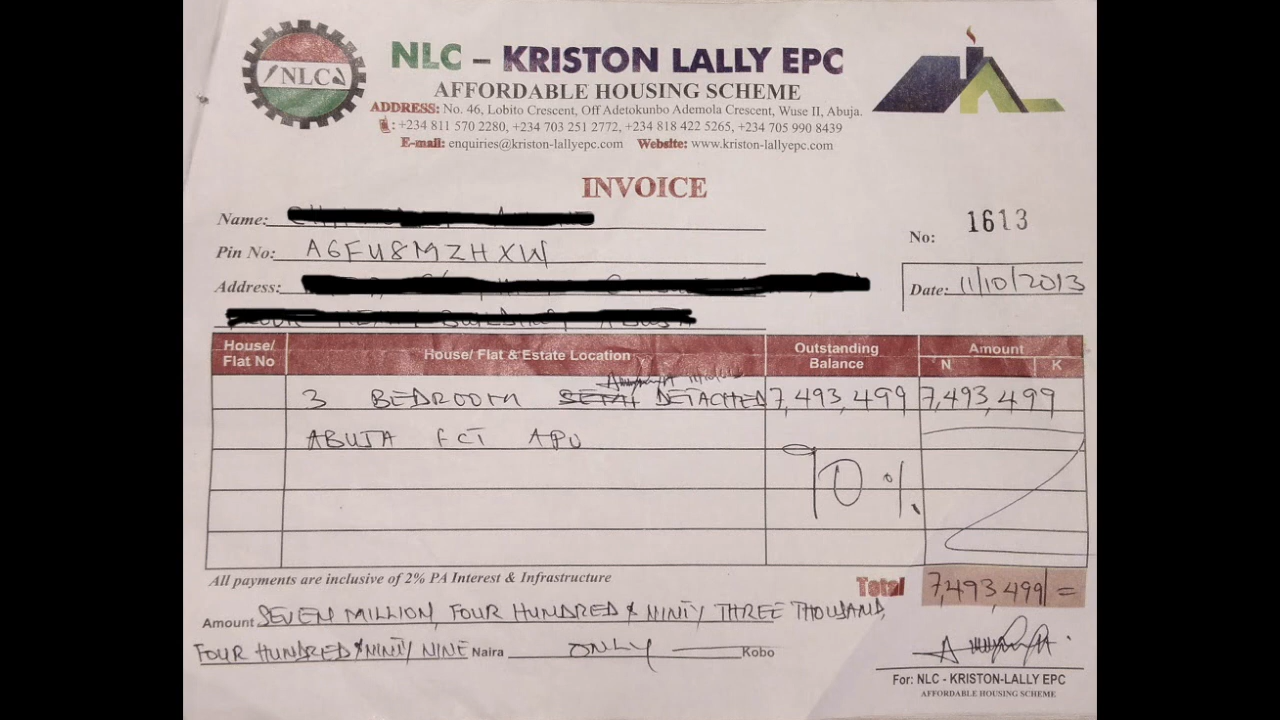 NLC
NLC – KRISTON LALLY EPC
AFFORDABLE HOUSING SCHEME
ADDRESS: No. 46, Lobito Crescent, Off Adetokunbo Ademola Crescent, Wuse II, Abuja.
: +234 811 570 2280, +234 703 251 2772, +234 818 422 5265, +234 705 990 8439
E-mail: enquiries@kriston-lallyepc.com Website: www.kriston-lallyepc.com
INVOICE
Name:
No: 1613
Pin No: A6FU8MZHXW
Address:
Date: 11/10/2013
House/ Flat No House/ Flat & Estate Location Outstanding Balance Amount N K
3 BEDROOM SEMI DETACHED 7,493,499 7,493,499
ABUJA FCT APO
90%
All payments are inclusive of 2% PA Interest & Infrastructure
Total 7,493,499/=
Amount SEVEN MILLION, FOUR HUNDRED & NINTY THREE THOUSAND,
FOUR HUNDRED & NINTY NINE Naira ONLY Kobo
For: NLC - KRISTON-LALLY EPC
AFFORDABLE HOUSING SCHEME